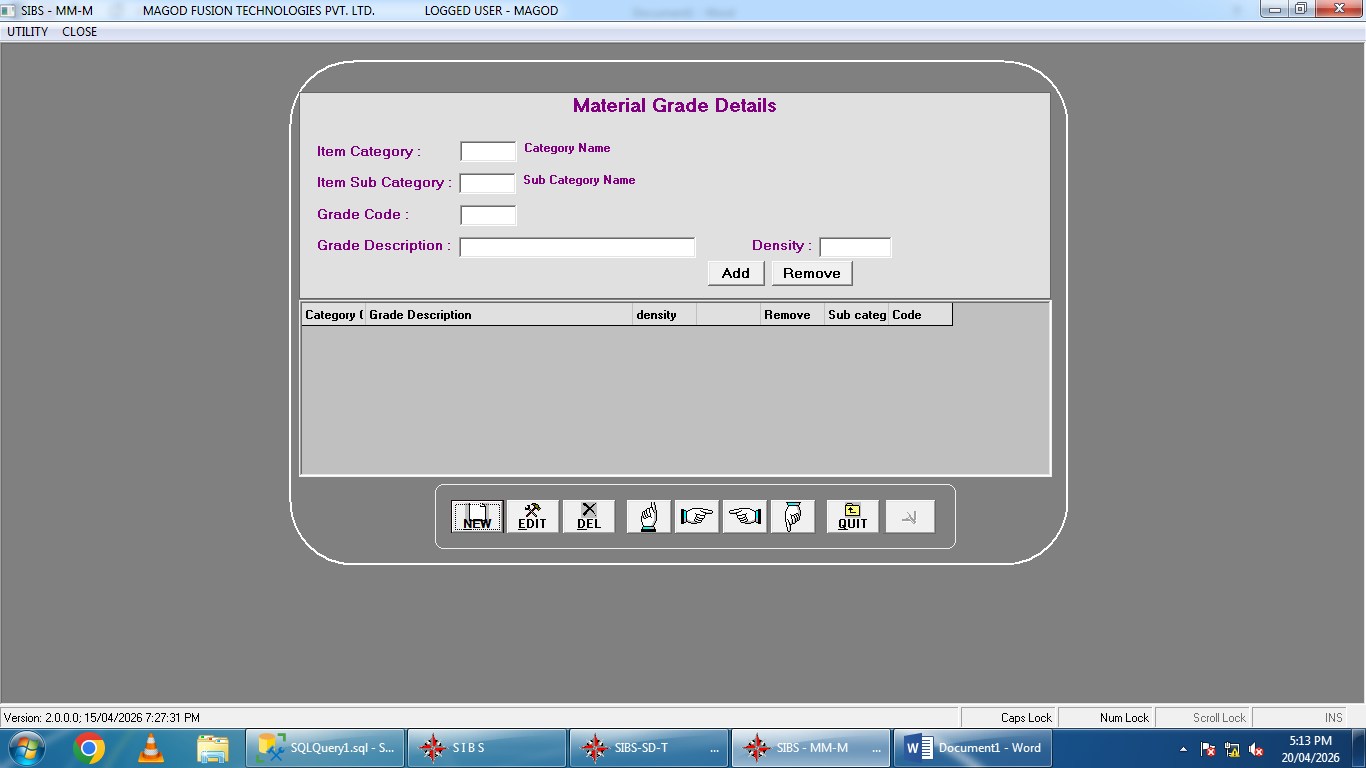 SIBS - MM-M MAGOD FUSION TECHNOLOGIES PVT. LTD. LOGGED USER - MAGOD
UTILITY CLOSE
Material Grade Details
Item Category : Category Name
Item Sub Category : Sub Category Name
Grade Code :
Grade Description : Density :
Add Remove
Category ( Grade Description density Remove Sub categ Code
NEW EDIT DEL QUIT
Version: 2.0.0.0; 15/04/2026 7:27:31 PM Caps Lock Num Lock Scroll Lock INS
SQLQuery1.sql - S... S I B S SIBS-SD-T ... SIBS - MM-M ... Document1 - Word
5:13 PM
20/04/2026